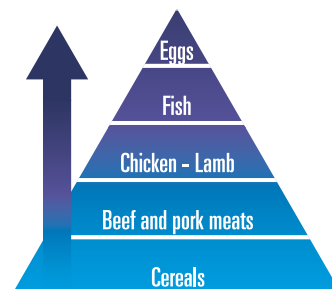 Eggs
Fish
Chicken - Lamb
Beef and pork meats
Cereals